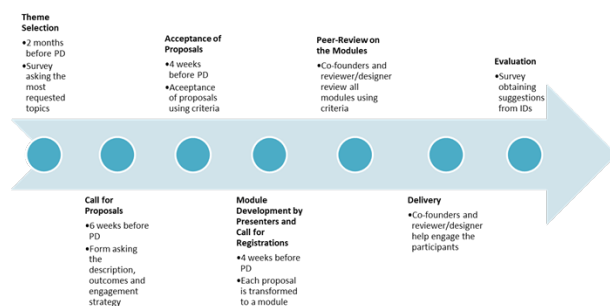 Theme
Selection
•2 months
before PD
•Survey
asking the
most
requested
topics
Call for
Proposals
•6 weeks before
PD
•Form asking
the
description,
outcomes and
engagement
strategy
Acceptance of
Proposals
•4 weeks
before PD
•Acceptance
of proposals
using criteria
Module
Development by
Presenters and
Call for
Registrations
•4 weeks before
PD
•Each proposal
is transformed
to a module
Peer-Review on
the Modules
•Co-founders and
reviewer/designer
review all
modules using
criteria
Delivery
•Co-founders and
reviewer/designer
help engage the
participants
Evaluation
•Survey
obtaining
suggestions
from IDs